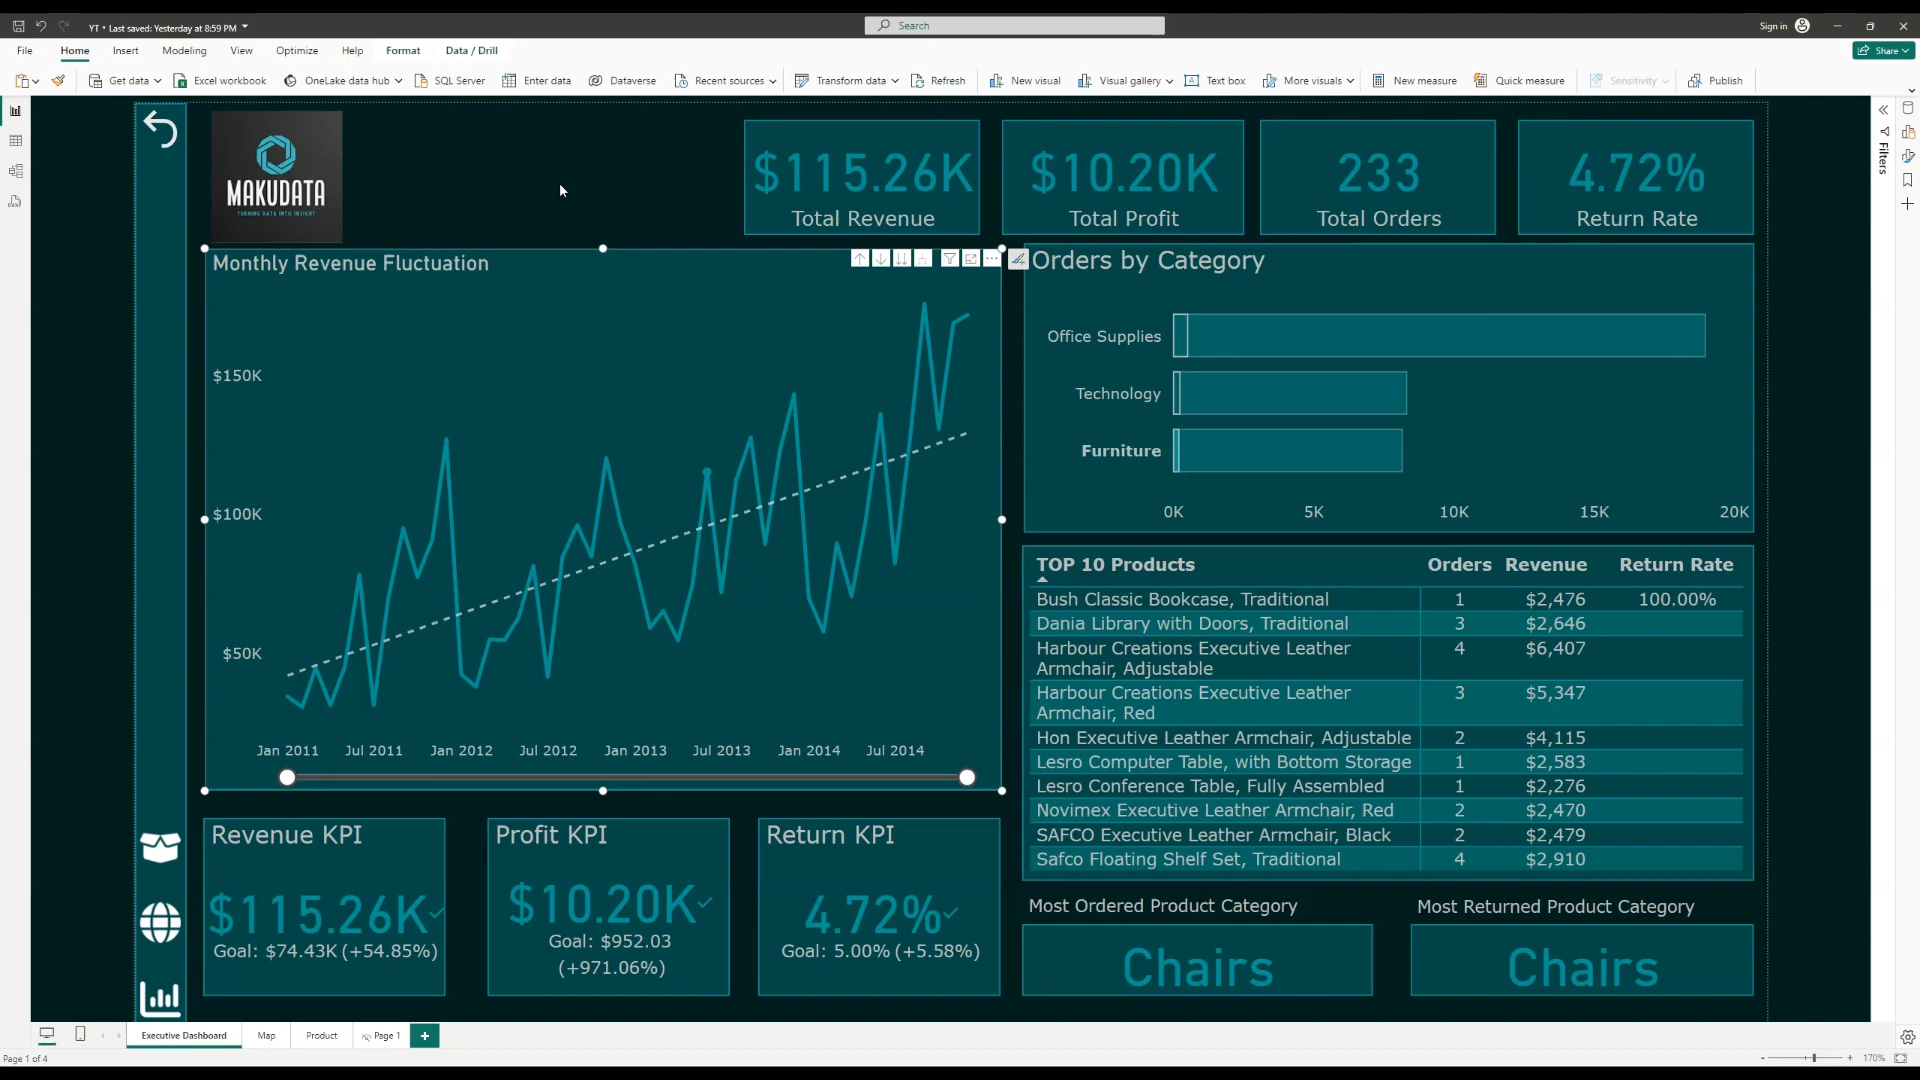 YT • Last saved: Yesterday at 8:59 PM
Search
Sign in
File Home Insert Modeling View Optimize Help Format Data / Drill
Share
Get data Excel workbook OneLake data hub SQL Server Enter data Dataverse Recent sources Transform data Refresh New visual Visual gallery Text box More visuals New measure Quick measure Sensitivity Publish
Filters
MAKUDATA
TURNING DATA INTO INSIGHT
$115.26K
Total Revenue
$10.20K
Total Profit
233
Total Orders
4.72%
Return Rate
Monthly Revenue Fluctuation
$150K
$100K
$50K
Jan 2011 Jul 2011 Jan 2012 Jul 2012 Jan 2013 Jul 2013 Jan 2014 Jul 2014
Orders by Category
Office Supplies
Technology
Furniture
0K 5K 10K 15K 20K
TOP 10 Products Orders Revenue Return Rate
Bush Classic Bookcase, Traditional 1 $2,476 100.00%
Dania Library with Doors, Traditional 3 $2,646
Harbour Creations Executive Leather 4 $6,407
Armchair, Adjustable
Harbour Creations Executive Leather 3 $5,347
Armchair, Red
Hon Executive Leather Armchair, Adjustable 2 $4,115
Lesro Computer Table, with Bottom Storage 1 $2,583
Lesro Conference Table, Fully Assembled 1 $2,276
Novimex Executive Leather Armchair, Red 2 $2,470
SAFCO Executive Leather Armchair, Black 2 $2,479
Safco Floating Shelf Set, Traditional 4 $2,910
Revenue KPI
$115.26K
Goal: $74.43K (+54.85%)
Profit KPI
$10.20K
Goal: $952.03
(+971.06%)
Return KPI
4.72%
Goal: 5.00% (+5.58%)
Most Ordered Product Category
Chairs
Most Returned Product Category
Chairs
Executive Dashboard Map Product Page 1
Page 1 of 4
170%